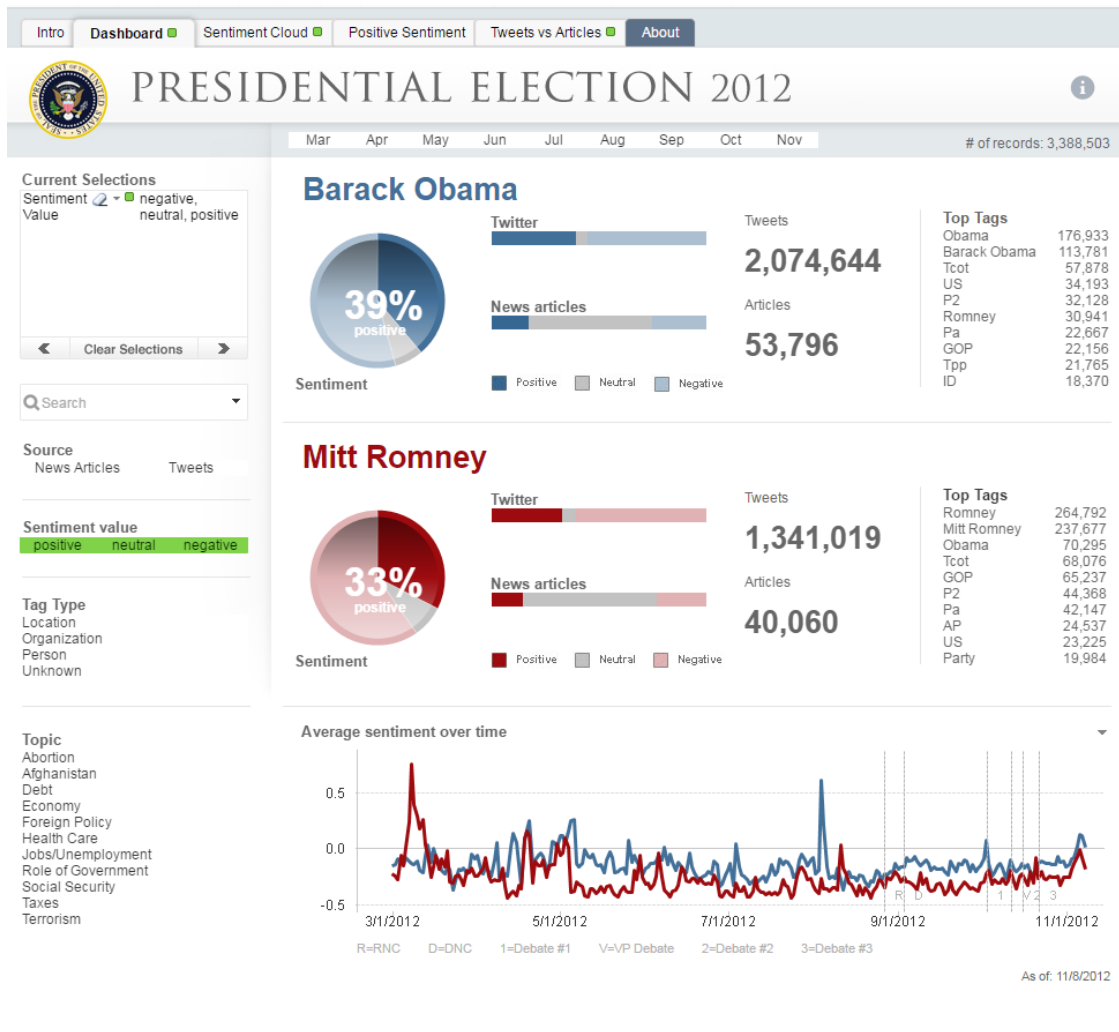 Intro Dashboard Sentiment Cloud Positive Sentiment Tweets vs Articles About
PRESIDENTIAL ELECTION 2012
Mar Apr May Jun Jul Aug Sep Oct Nov
# of records: 3,388,503
Current Selections
Sentiment negative,
Value neutral, positive
Clear Selections
Search
Source
News Articles Tweets
Sentiment value
positive neutral negative
Tag Type
Location
Organization
Person
Unknown
Topic
Abortion
Afghanistan
Debt
Economy
Foreign Policy
Health Care
Jobs/Unemployment
Role of Government
Social Security
Taxes
Terrorism
Barack Obama
39%
positive
Sentiment
Twitter
News articles
Positive Neutral Negative
Tweets
2,074,644
Articles
53,796
Top Tags
Obama 176,933
Barack Obama 113,781
Tcot 57,878
US 34,193
P2 32,128
Romney 30,941
Pa 22,667
GOP 22,156
Tpp 21,765
ID 18,370
Mitt Romney
33%
positive
Sentiment
Twitter
News articles
Positive Neutral Negative
Tweets
1,341,019
Articles
40,060
Top Tags
Romney 264,792
Mitt Romney 237,677
Obama 70,295
Tcot 68,076
GOP 65,237
P2 44,368
Pa 42,147
AP 24,537
US 23,225
Party 19,984
Average sentiment over time
0.5
0.0
-0.5
R D 1 V 2 3
3/1/2012 5/1/2012 7/1/2012 9/1/2012 11/1/2012
R=RNC D=DNC 1=Debate #1 V=VP Debate 2=Debate #2 3=Debate #3
As of: 11/8/2012